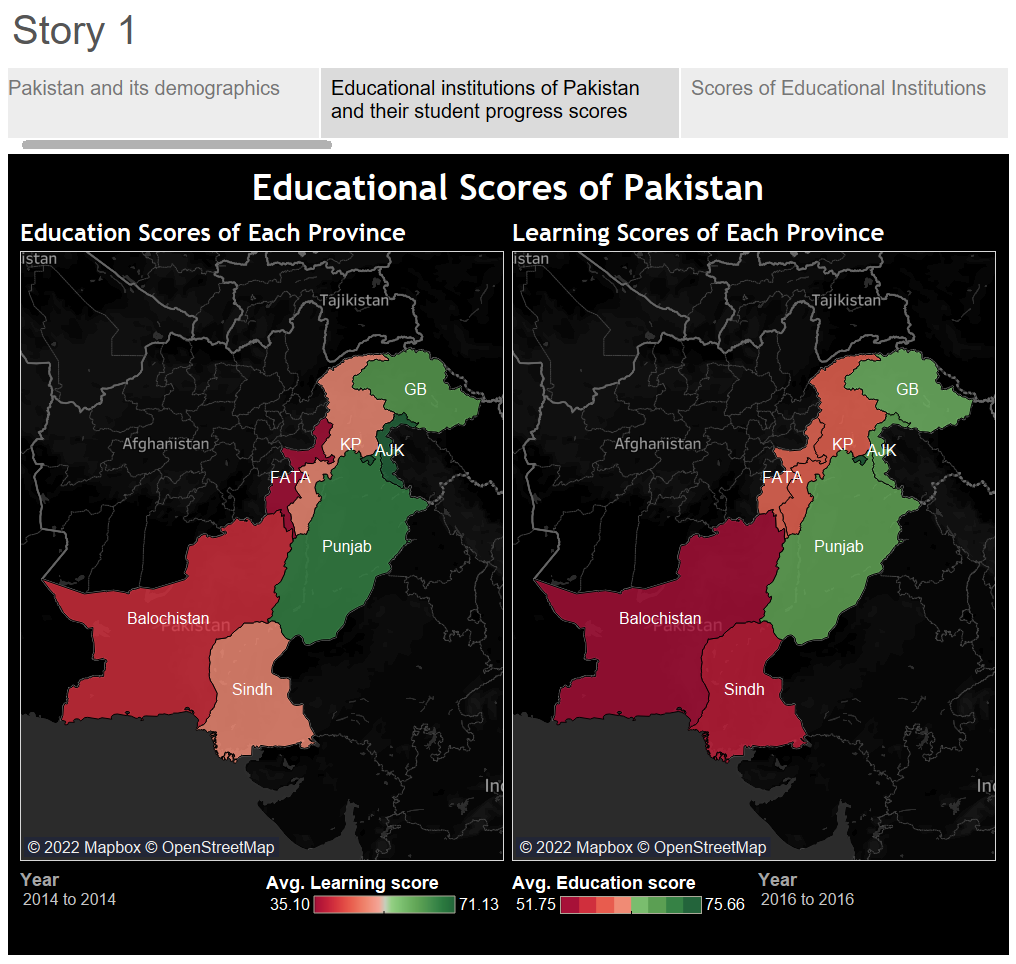 Story 1
Pakistan and its demographics
Educational institutions of Pakistan
and their student progress scores
Scores of Educational Institutions
Educational Scores of Pakistan
Education Scores of Each Province
Learning Scores of Each Province
istan
Tajikistan
GB
Afghanistan
KP
AJK
FATA
Punjab
Balochistan
Pakistan
Sindh
Inc
© 2022 Mapbox © OpenStreetMap
istan
Tajikistan
GB
Afghanistan
KP
AJK
FATA
Punjab
Balochistan
Pakistan
Sindh
Inc
© 2022 Mapbox © OpenStreetMap
Year
2014 to 2014
Avg. Learning score
35.10 71.13
Avg. Education score
51.75 75.66
Year
2016 to 2016